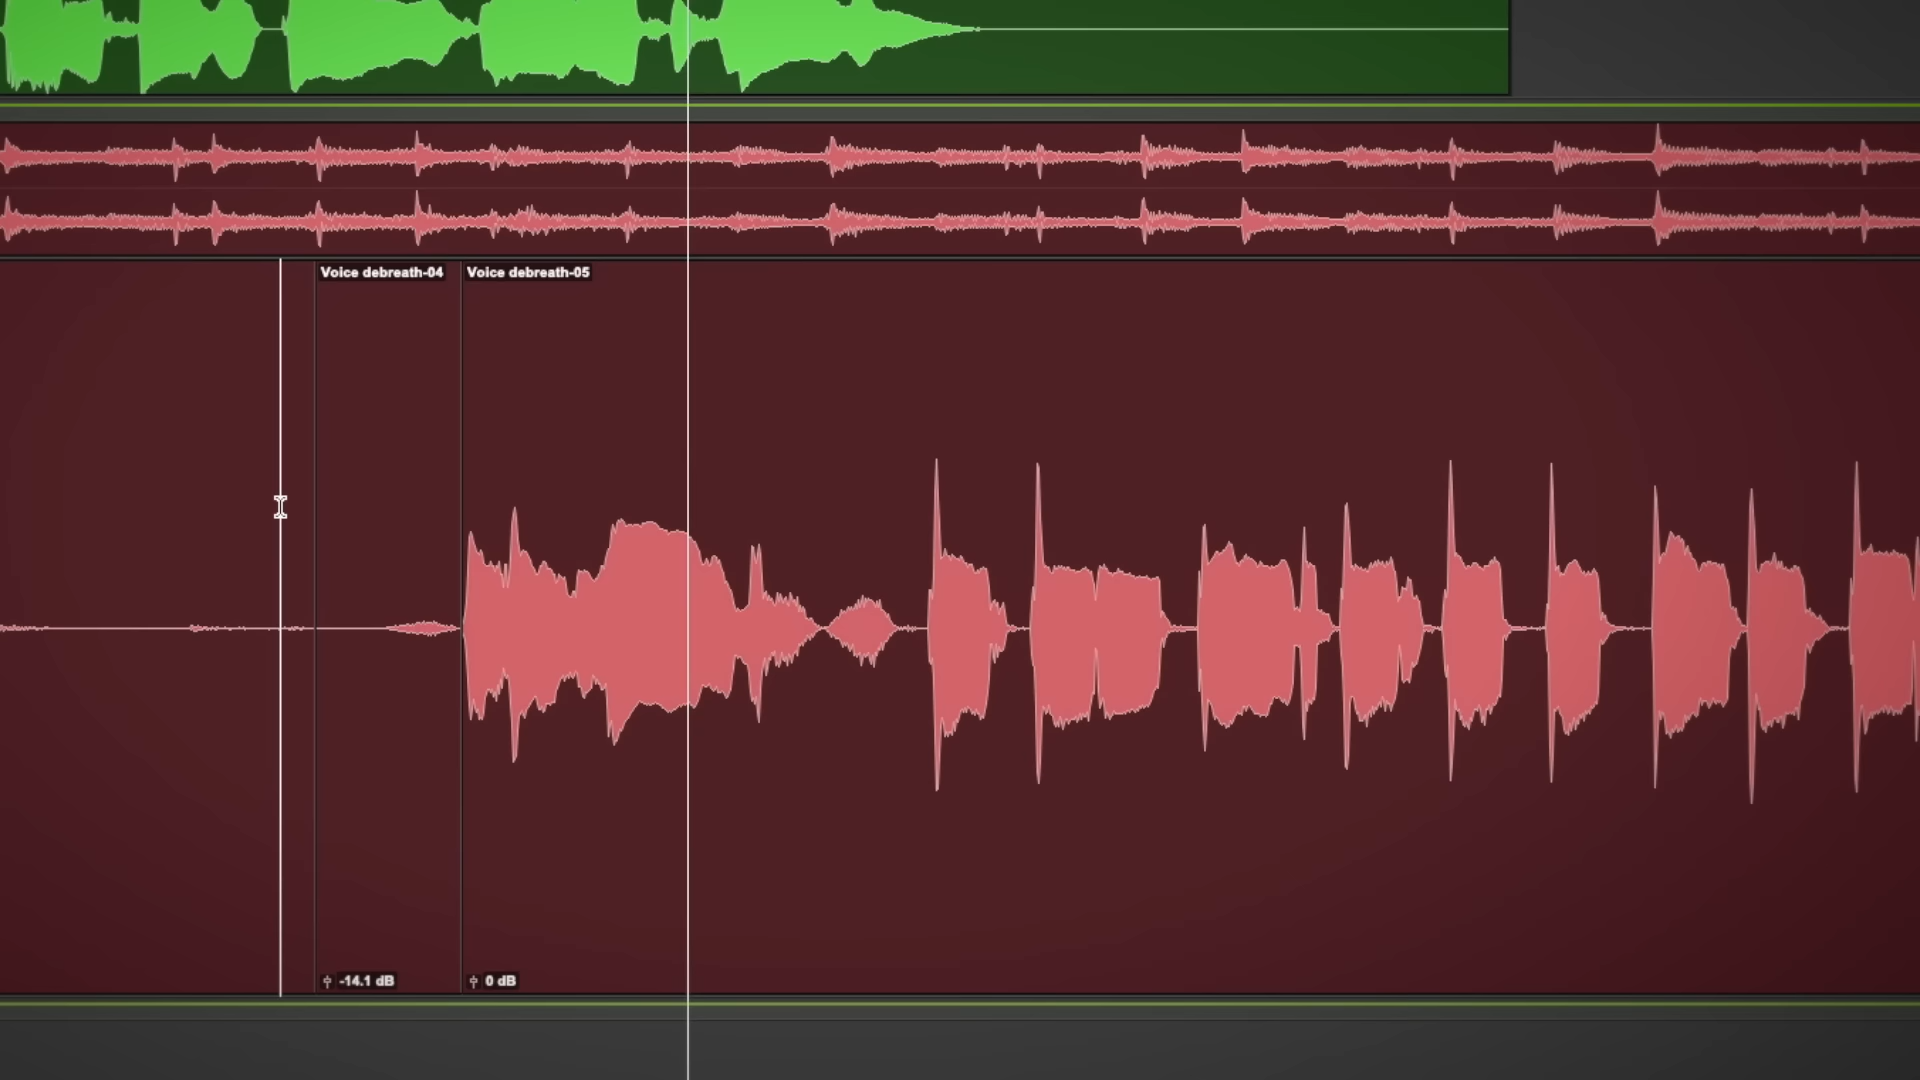 Voice debreath-04
Voice debreath-05
-14.1 dB
0 dB